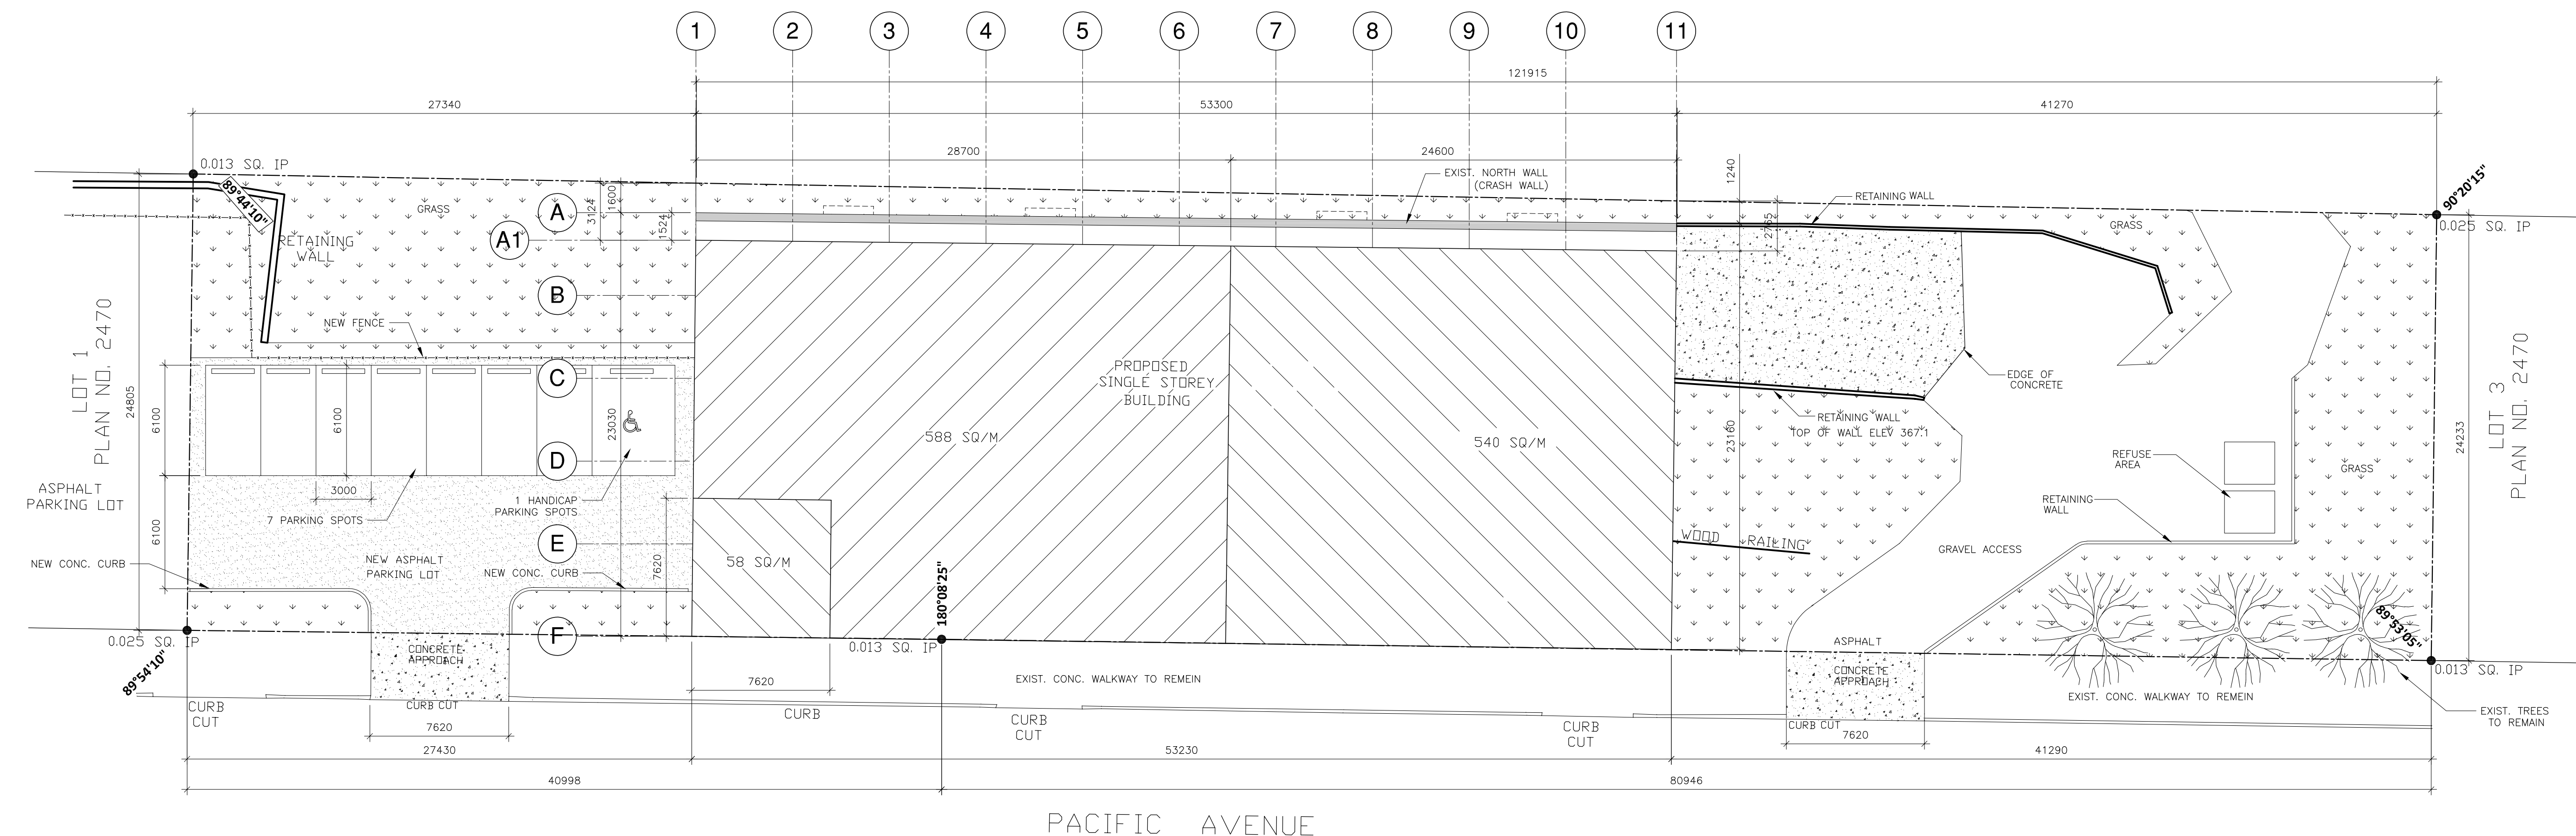 1 2 3 4 5 6 7 8 9 10 11
121915
27340 53300 41270
28700 24600
0.013 SQ. IP
89°44'10"
GRASS
RETAINING
WALL
3124
1600
1524
A
A1
B
C
D
E
F
EXIST. NORTH WALL
(CRASH WALL)
1240
2765
RETAINING WALL
GRASS
90°20'15"
0.025 SQ. IP
LOT 1
PLAN NO. 2470
24805
NEW FENCE
6100
6100
6100
23030
3000
7 PARKING SPOTS
1 HANDICAP
PARKING SPOTS
ASPHALT
PARKING LOT
NEW CONC. CURB
NEW ASPHALT
PARKING LOT
NEW CONC. CURB
7620
PROPOSED
SINGLE STOREY
BUILDING
588 SQ/M
540 SQ/M
58 SQ/M
EDGE OF
CONCRETE
RETAINING WALL
TOP OF WALL ELEV 367.1
23160
WOOD RAILING
REFUSE
AREA
GRASS
RETAINING
WALL
GRAVEL ACCESS
24233
LOT 3
PLAN NO. 2470
0.025 SQ. IP
89°54'10"
CONCRETE
APPROACH
0.013 SQ. IP
180°08'25"
ASPHALT
CONCRETE
APPROACH
89°53'05"
0.013 SQ. IP
EXIST. CONC. WALKWAY TO REMEIN
EXIST. CONC. WALKWAY TO REMEIN
EXIST. TREES
TO REMAIN
CURB
CUT
CURB CUT
7620
7620
CURB
CURB
CUT
CURB
CUT
CURB CUT
7620
27430 53230 41290
40998 80946
PACIFIC AVENUE